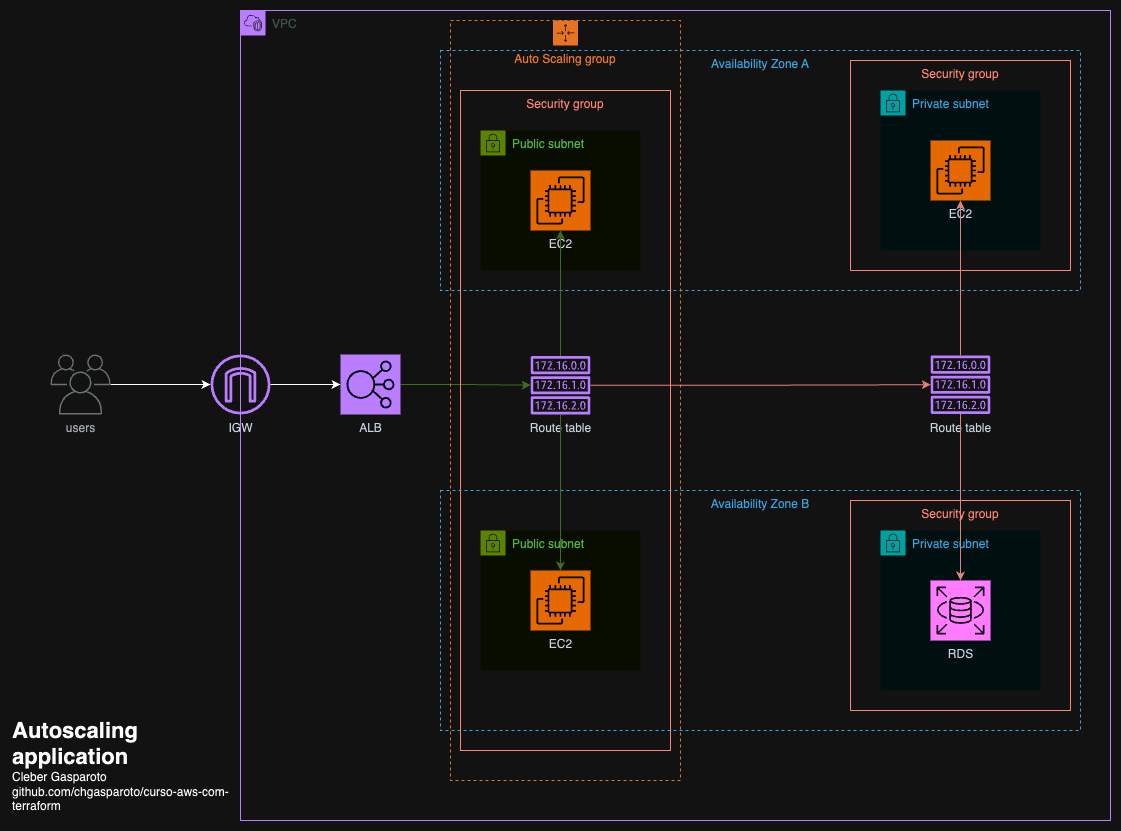 VPC
Auto Scaling group
Availability Zone A
Security group
Security group
Private subnet
Public subnet
EC2
EC2
172.16.0.0
172.16.1.0
172.16.2.0
172.16.0.0
172.16.1.0
172.16.2.0
users
IGW
ALB
Route table
Route table
Availability Zone B
Security group
Public subnet
Private subnet
EC2
RDS
Autoscaling
application
Cleber Gasparoto
github.com/chgasparoto/curso-aws-com-
terraform